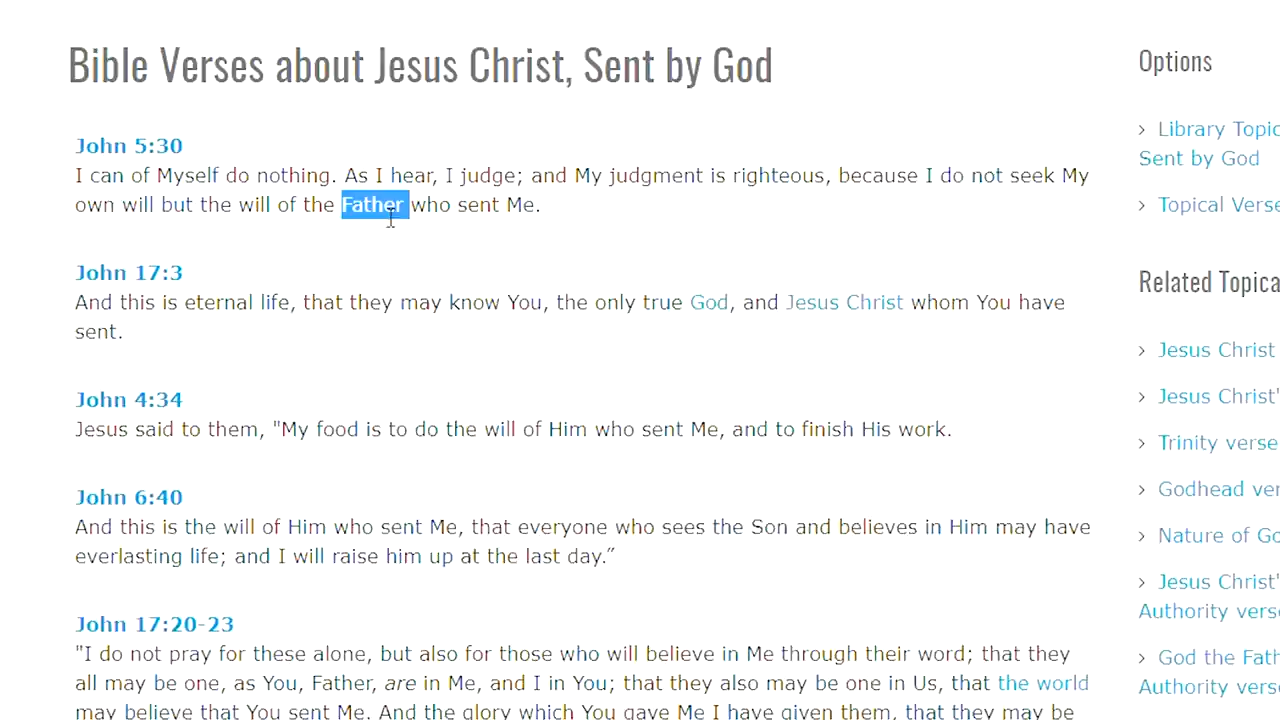 Bible Verses about Jesus Christ, Sent by God
John 5:30
I can of Myself do nothing. As I hear, I judge; and My judgment is righteous, because I do not seek My
own will but the will of the Father who sent Me.
John 17:3
And this is eternal life, that they may know You, the only true God, and Jesus Christ whom You have
sent.
John 4:34
Jesus said to them, "My food is to do the will of Him who sent Me, and to finish His work.
John 6:40
And this is the will of Him who sent Me, that everyone who sees the Son and believes in Him may have
everlasting life; and I will raise him up at the last day.”
John 17:20-23
"I do not pray for these alone, but also for those who will believe in Me through their word; that they
all may be one, as You, Father, are in Me, and I in You; that they also may be one in Us, that the world
may believe that You sent Me. And the glory which You gave Me I have given them, that they may be
Options
› Library Topic
Sent by God
› Topical Verse
Related Topica
› Jesus Christ
› Jesus Christ'
› Trinity verse
› Godhead ver
› Nature of Go
› Jesus Christ'
Authority verse
› God the Fath
Authority verse